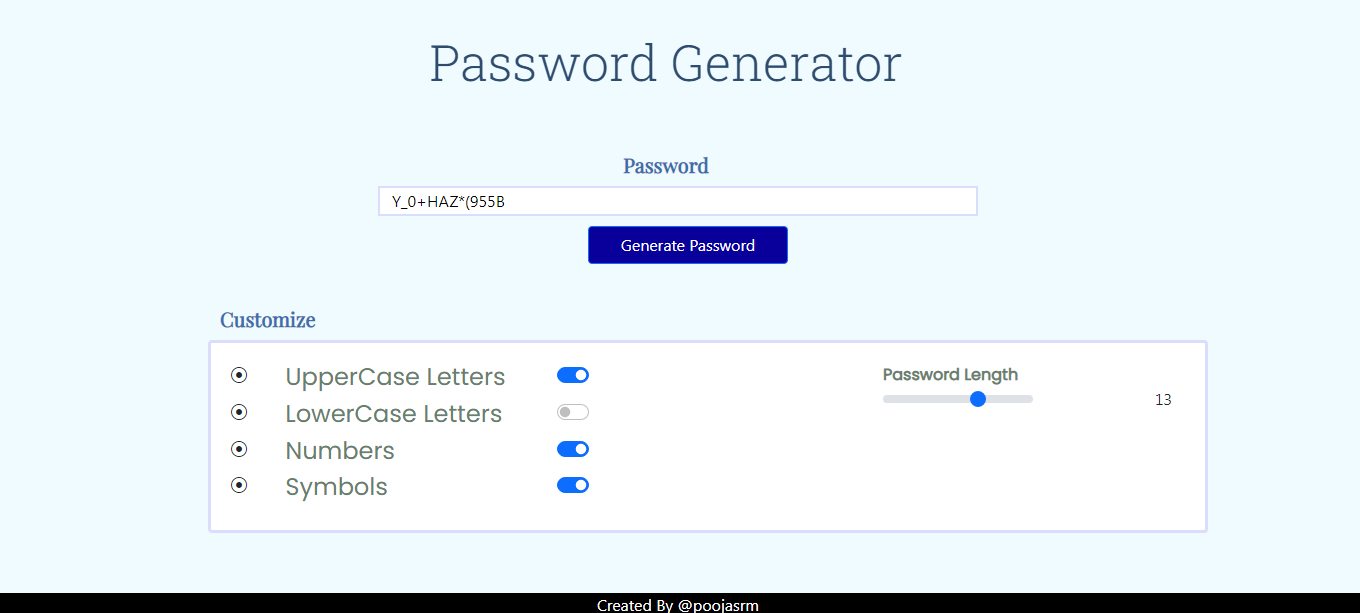 Password Generator
Password
Y_0+HAZ*(955B
Generate Password
Customize
UpperCase Letters
Password Length
13
LowerCase Letters
Numbers
Symbols
Created By @poojasrm